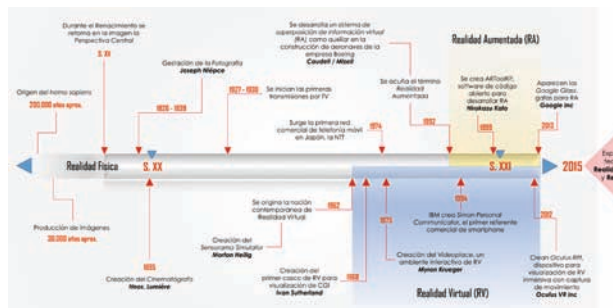 Durante el Renacimiento se
retoma en la imagen la
Perspectiva Central
S. XV
Origen del homo sapiens
200,000 años aprox.
Gestación de la Fotografía
Joseph Niépce
1826 - 1839
1927 - 1930
Se inician las primeras
transmisiones por TV
Se desarrolla un sistema de
superposición de información virtual
(RA) como auxiliar en la
construcción de aeronaves de la
empresa Boeing
Caudell / Mizell
Se acuña el término
Realidad
Aumentada
1992
Surge la primera red
comercial de telefonía móvil
en Japón, la NTT
1974
Realidad Aumentada (RA)
Se crea ARToolKit,
software de código
abierto para
desarrollar RA
Hirokazu Kato
1999
Aparecen las
Google Glass,
gafas para RA
Google Inc
2012
Realidad Física
S. XX
S. XXI
2015
Producción de imágenes
30,000 años aprox.
1895
Creación del Cinematógrafo
Hnos. Lumière
Se origina la noción
contemporánea de
Realidad Virtual
1962
Creación del
Sensorama Simulator
Morton Heilig
Creación del
primer casco de RV para
visualización de CGI
Ivan Sutherland
1968
1975
Creación del Videoplace, un
ambiente interactivo de RV
Myron Krueger
1994
IBM crea Simon Personal
Communicator, el primer referente
comercial de smartphone
Realidad Virtual (RV)
2012
Crean Oculus Rift,
dispositivo para
visualización de RV
inmersiva con captura
de movimiento
Oculus VR Inc